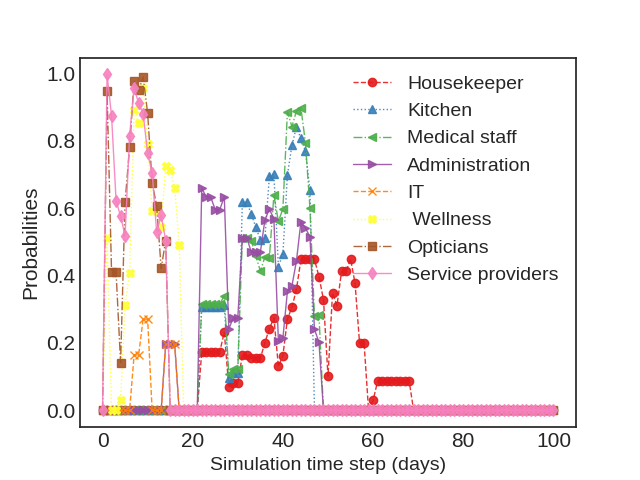 1.0
0.8
0.6
0.4
0.2
0.0
Probabilities
Housekeeper
Kitchen
Medical staff
Administration
IT
Wellness
Opticians
Service providers
0 20 40 60 80 100
Simulation time step (days)